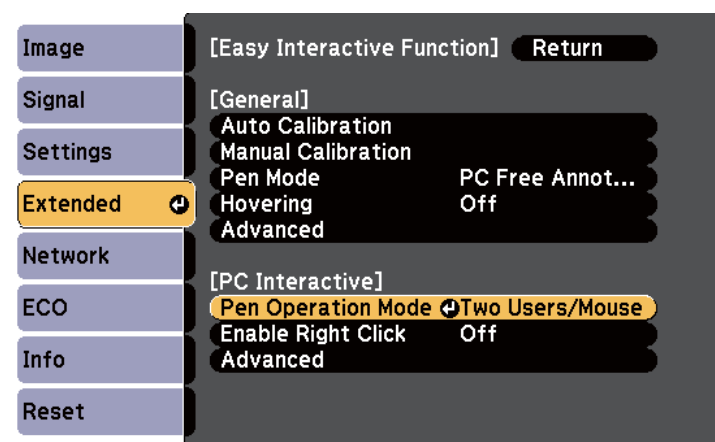 Image
Signal
Settings
Extended
Network
ECO
Info
Reset
[Easy Interactive Function] Return
[General]
Auto Calibration
Manual Calibration
Pen Mode PC Free Annot...
Hovering Off
Advanced
[PC Interactive]
Pen Operation Mode Two Users/Mouse
Enable Right Click Off
Advanced